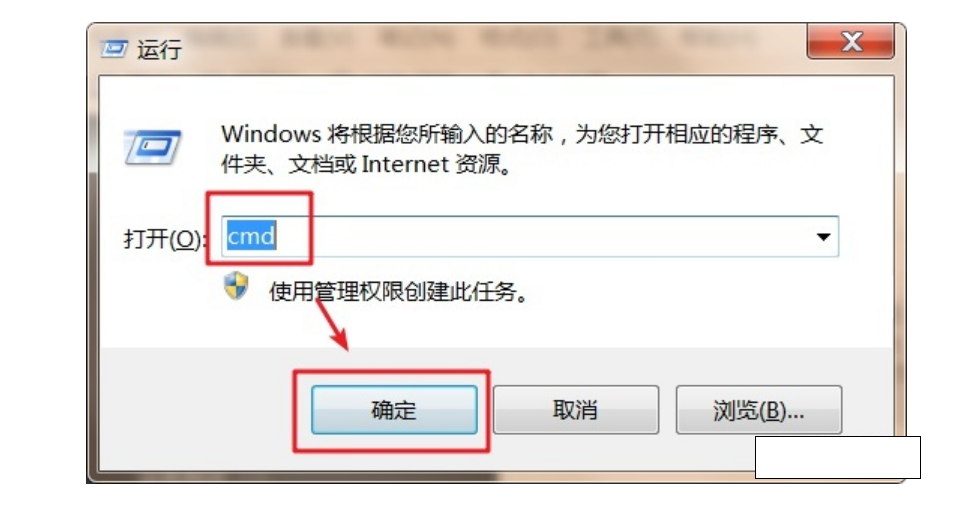 运行
Windows 将根据您所输入的名称，为您打开相应的程序、文
件夹、文档或 Internet 资源。
打开(O): cmd
使用管理权限创建此任务。
确定 取消 浏览(B)...